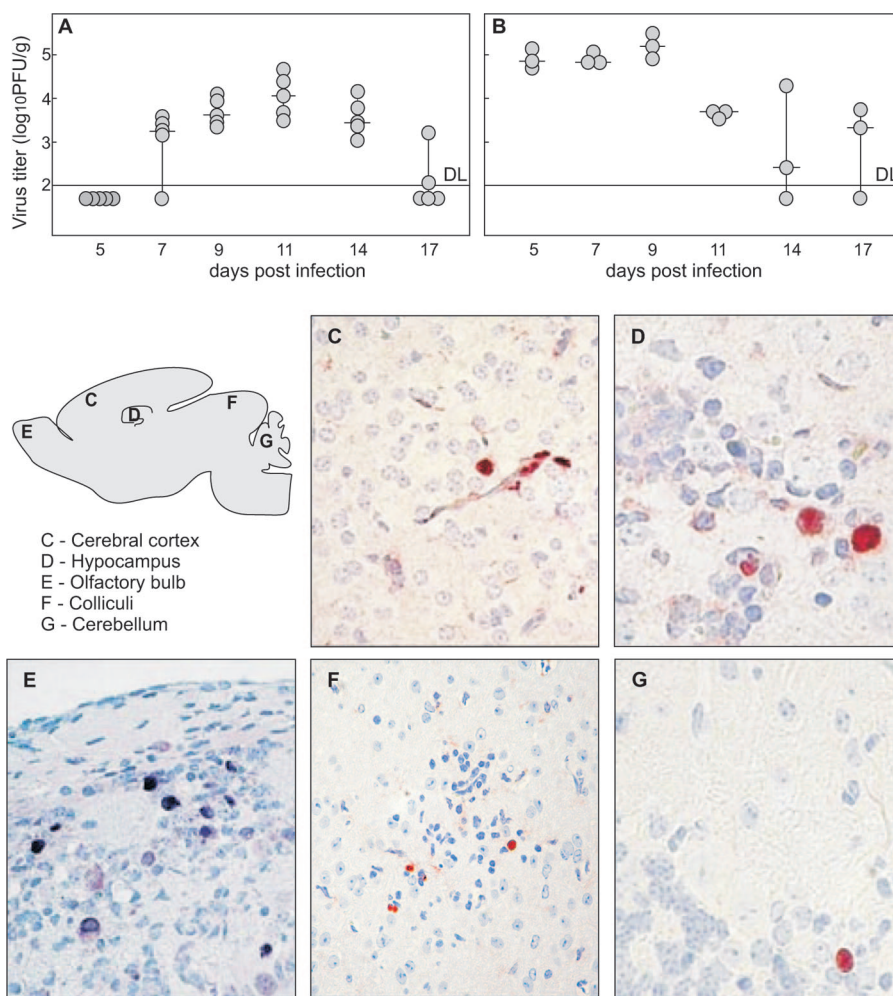 A
B
Virus titer (log10PFU/g)
5
4
3
2
DL
DL
5 7 9 11 14 17
5 7 9 11 14 17
days post infection
days post infection
C
D
E
C
D
F
G
C - Cerebral cortex
D - Hypocampus
E - Olfactory bulb
F - Colliculi
G - Cerebellum
E
F
G